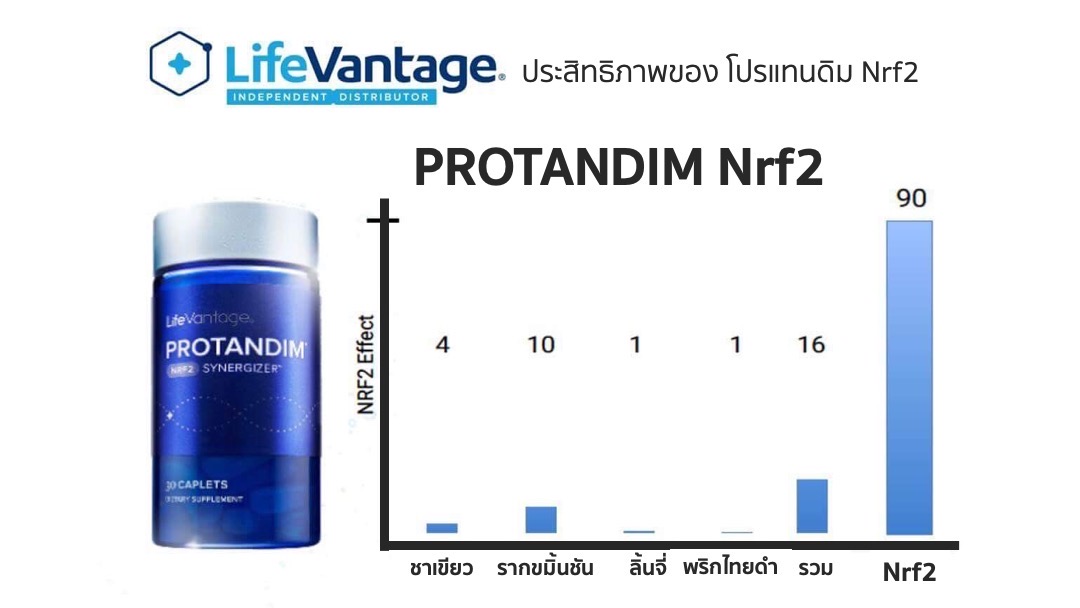 LifeVantage®
INDEPENDENT DISTRIBUTOR
ประสิทธิภาพของ โปรแทนดิม Nrf2
PROTANDIM Nrf2
90
LifeVantage®
PROTANDIM®
NRF2 SYNERGIZER™
30 CAPLETS
DIETARY SUPPLEMENT
NRF2 Effect
4 10 1 1 16
ชาเขียว รากขมิ้นชัน ลิ้นจี่ พริกไทยดำ รวม Nrf2